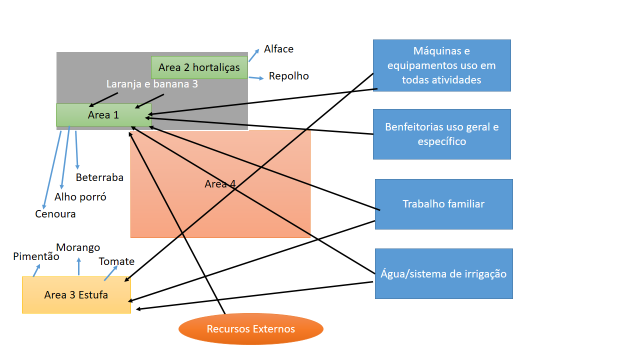 Alface
Area 2 hortaliças
Repolho
Laranja e banana 3
Area 1
Máquinas e
equipamentos uso em
todas atividades
Benfeitorias uso geral e
específico
Beterraba
Alho porró
Cenoura
Area 4
Trabalho familiar
Morango
Pimentão
Tomate
Area 3 Estufa
Água/sistema de irrigação
Recursos Externos